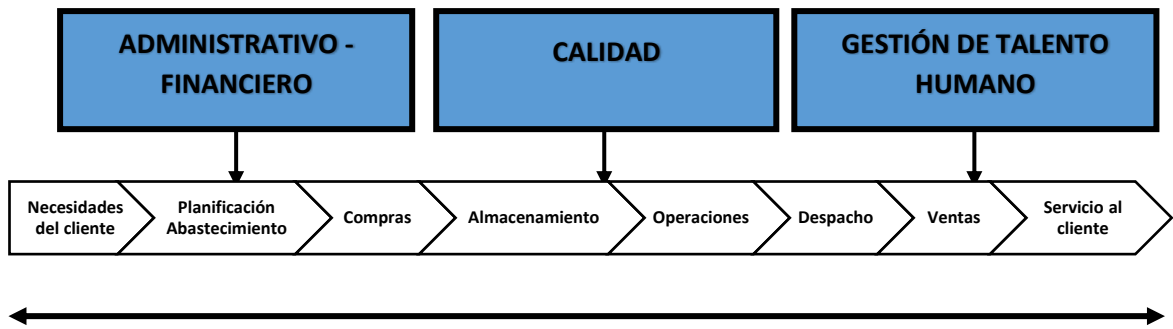 ADMINISTRATIVO -
FINANCIERO
CALIDAD
GESTIÓN DE TALENTO
HUMANO
Necesidades
del cliente
Planificación
Abastecimiento
Compras
Almacenamiento
Operaciones
Despacho
Ventas
Servicio al
cliente